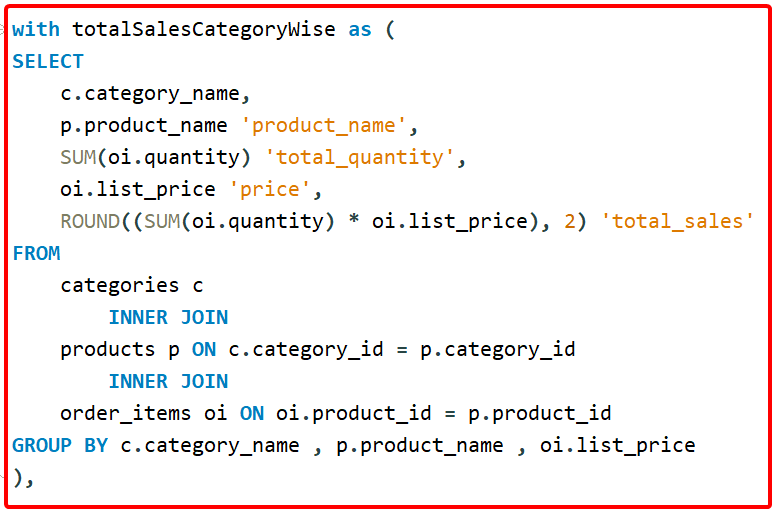 with totalSalesCategoryWise as (
SELECT
    c.category_name,
    p.product_name 'product_name',
    SUM(oi.quantity) 'total_quantity',
    oi.list_price 'price',
    ROUND((SUM(oi.quantity) * oi.list_price), 2) 'total_sales'
FROM
    categories c
        INNER JOIN
    products p ON c.category_id = p.category_id
        INNER JOIN
    order_items oi ON oi.product_id = p.product_id
GROUP BY c.category_name , p.product_name , oi.list_price
),